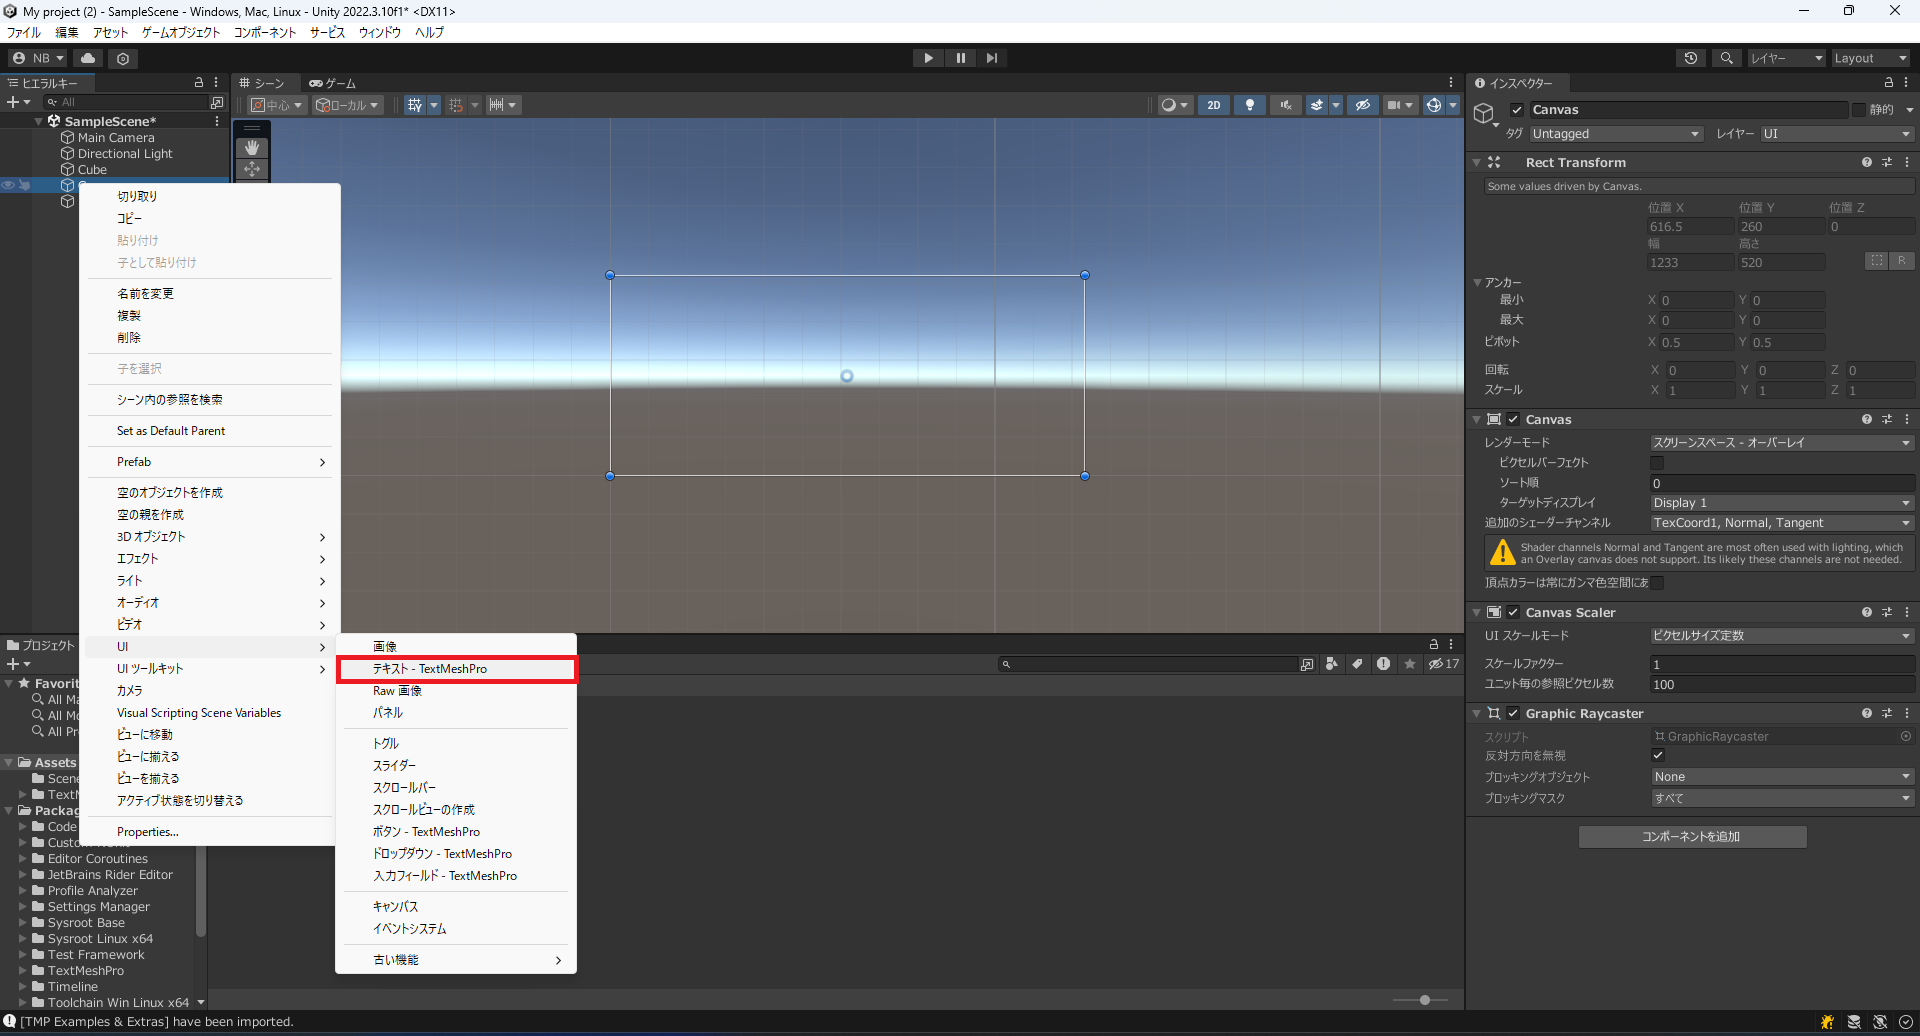 My project (2) - SampleScene - Windows, Mac, Linux - Unity 2022.3.10f1* <DX11>
ファイル 編集 アセット ゲームオブジェクト コンポーネント サービス ウィンドウ ヘルプ
NB
レイヤー Layout
ヒエラルキー
All
SampleScene*
Main Camera
Directional Light
Cube
シーン ゲーム
中心 ローカル
2D
切り取り
コピー
貼り付け
子として貼り付け
名前を変更
複製
削除
子を選択
シーン内の参照を検索
Set as Default Parent
Prefab
空のオブジェクトを作成
空の親を作成
3D オブジェクト
エフェクト
ライト
オーディオ
ビデオ
UI
UI ツールキット
カメラ
Visual Scripting Scene Variables
ビューに移動
ビューに揃える
ビューを揃える
アクティブ状態を切り替える
Properties...
画像
テキスト - TextMeshPro
Raw 画像
パネル
トグル
スライダー
スクロールバー
スクロールビューの作成
ボタン - TextMeshPro
ドロップダウン - TextMeshPro
入力フィールド - TextMeshPro
キャンバス
イベントシステム
古い機能
プロジェクト
17
Favorit
All Ma
All Mo
All Pr
Assets
Scene
TextM
Packag
Code
Custom
Editor Coroutines
JetBrains Rider Editor
Profile Analyzer
Settings Manager
Sysroot Base
Sysroot Linux x64
Test Framework
TextMeshPro
Timeline
Toolchain Win Linux x64
インスペクター
Canvas 静的
タグ Untagged レイヤー UI
Rect Transform
Some values driven by Canvas.
位置 X 位置 Y 位置 Z
616.5 260 0
幅 高さ
1233 520 R
アンカー
最小 X 0 Y 0
最大 X 0 Y 0
ピボット X 0.5 Y 0.5
回転 X 0 Y 0 Z 0
スケール X 1 Y 1 Z 1
Canvas
レンダーモード スクリーンスペース - オーバーレイ
ピクセルパーフェクト
ソート順 0
ターゲットディスプレイ Display 1
追加のシェーダーチャンネル TexCoord1, Normal, Tangent
Shader channels Normal and Tangent are most often used with lighting, which
an Overlay canvas does not support. Its likely these channels are not needed.
頂点カラーは常にガンマ色空間にあ
Canvas Scaler
UI スケールモード ピクセルサイズ定数
スケールファクター 1
ユニット毎の参照ピクセル数 100
Graphic Raycaster
スクリプト GraphicRaycaster
反対方向を無視
ブロッキングオブジェクト None
ブロッキングマスク すべて
コンポーネントを追加
[TMP Examples & Extras] have been imported.